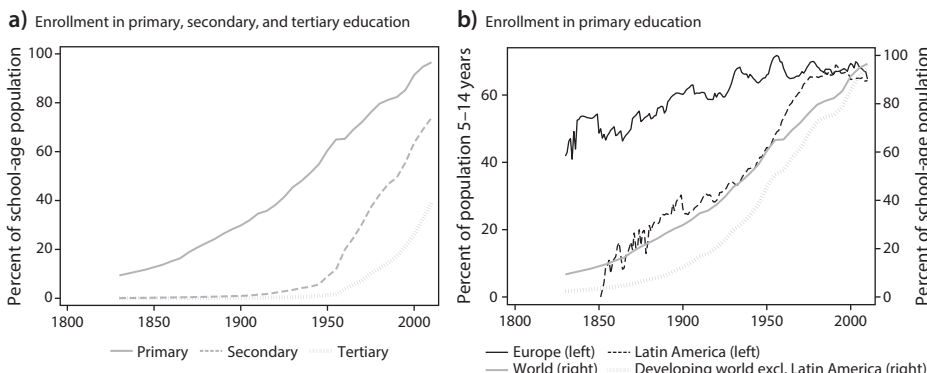 a) Enrollment in primary, secondary, and tertiary education
Percent of school-age population
100
80
60
40
20
0
1800 1850 1900 1950 2000
Primary Secondary Tertiary
b) Enrollment in primary education
Percent of population 5–14 years
60
40
20
0
100
80
60
40
20
0
Percent of school-age population
1800 1850 1900 1950 2000
Europe (left) Latin America (left)
World (right) Developing world excl. Latin America (right)